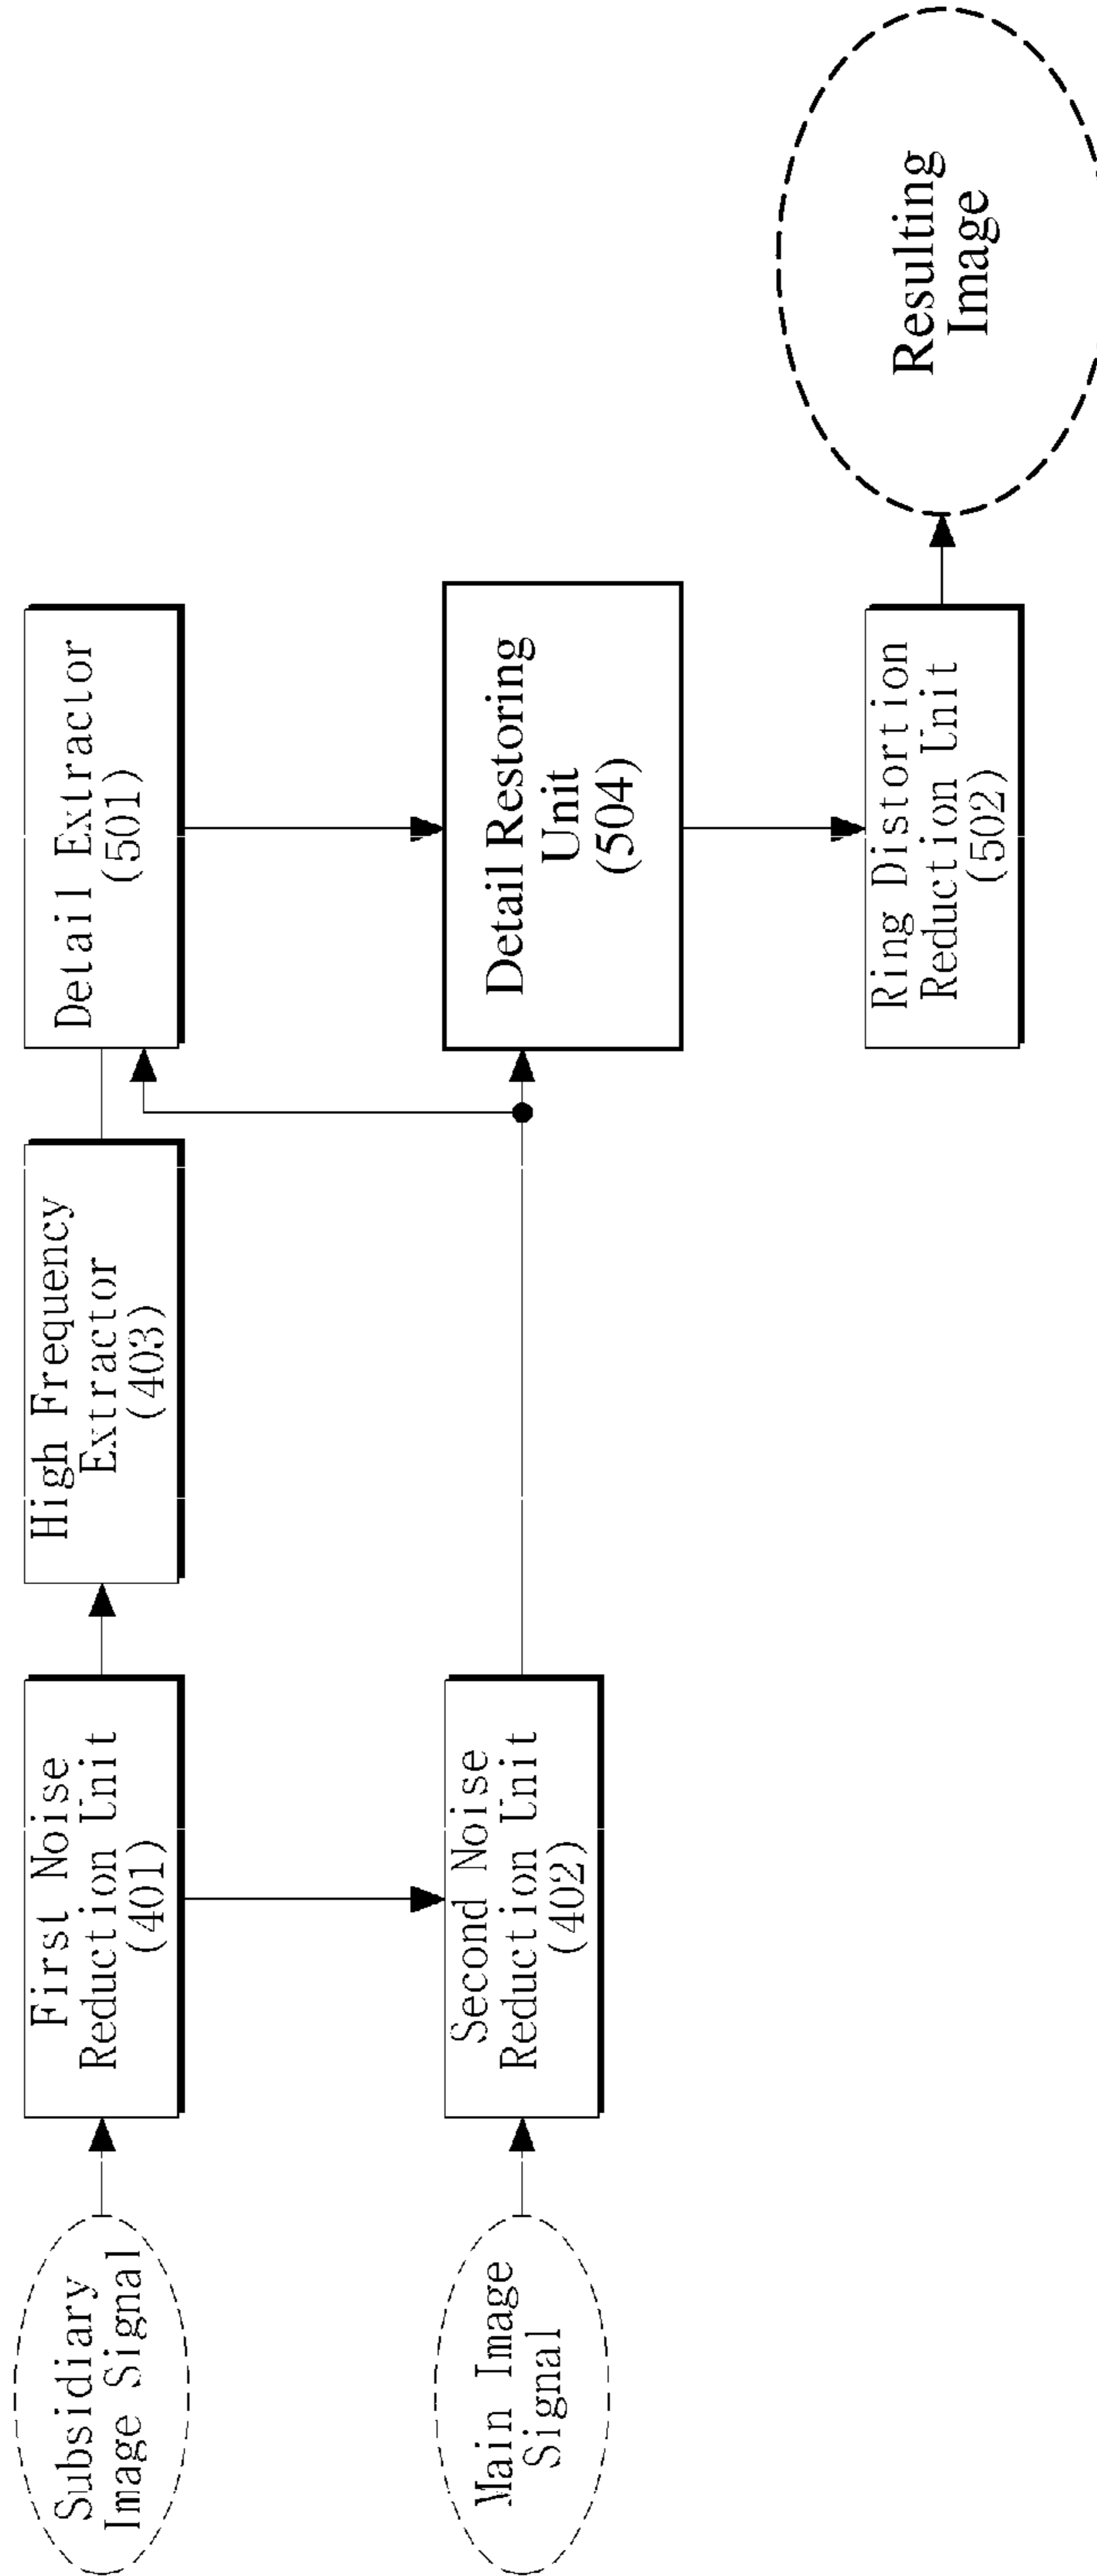 Subsidiary
Image Signal
First Noise
Reduction Unit
(401)
High Frequency
Extractor
(403)
Detail Extractor
(501)
Main Image
Signal
Second Noise
Reduction Unit
(402)
Detail Restoring
Unit
(504)
Ring Distortion
Reduction Unit
(502)
Resulting
Image